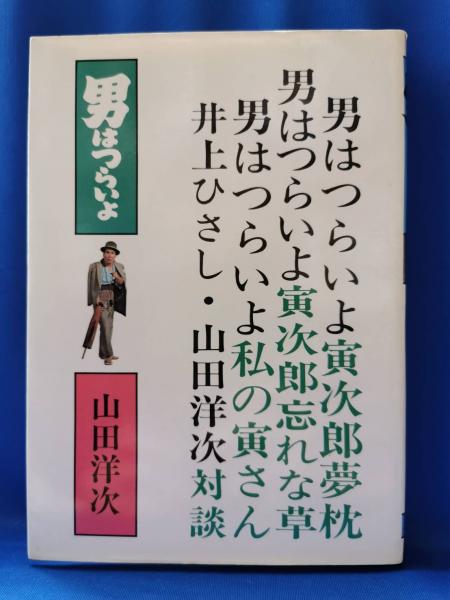 男はつらいよ寅次郎夢枕
男はつらいよ寅次郎忘れな草
男はつらいよ私の寅さん
井上ひさし・山田洋次対談
男はつらいよ
山田洋次